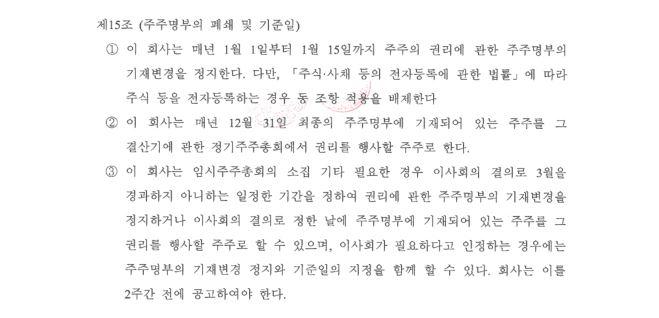 제15조 (주주명부의 폐쇄 및 기준일)
① 이 회사는 매년 1월 1일부터 1월 15일까지 주주의 권리에 관한 주주명부의
기재변경을 정지한다. 다만, 「주식·사채 등의 전자등록에 관한 법률」에 따라
주식 등을 전자등록하는 경우 동 조항 적용을 배제한다
② 이 회사는 매년 12월 31일 최종의 주주명부에 기재되어 있는 주주를 그
결산기에 관한 정기주주총회에서 권리를 행사할 주주로 한다.
③ 이 회사는 임시주주총회의 소집 기타 필요한 경우 이사회의 결의로 3월을
경과하지 아니하는 일정한 기간을 정하여 권리에 관한 주주명부의 기재변경을
정지하거나 이사회의 결의로 정한 날에 주주명부에 기재되어 있는 주주를 그
권리를 행사할 주주로 할 수 있으며, 이사회가 필요하다고 인정하는 경우에는
주주명부의 기재변경 정지와 기준일의 지정을 함께 할 수 있다. 회사는 이를
2주간 전에 공고하여야 한다.